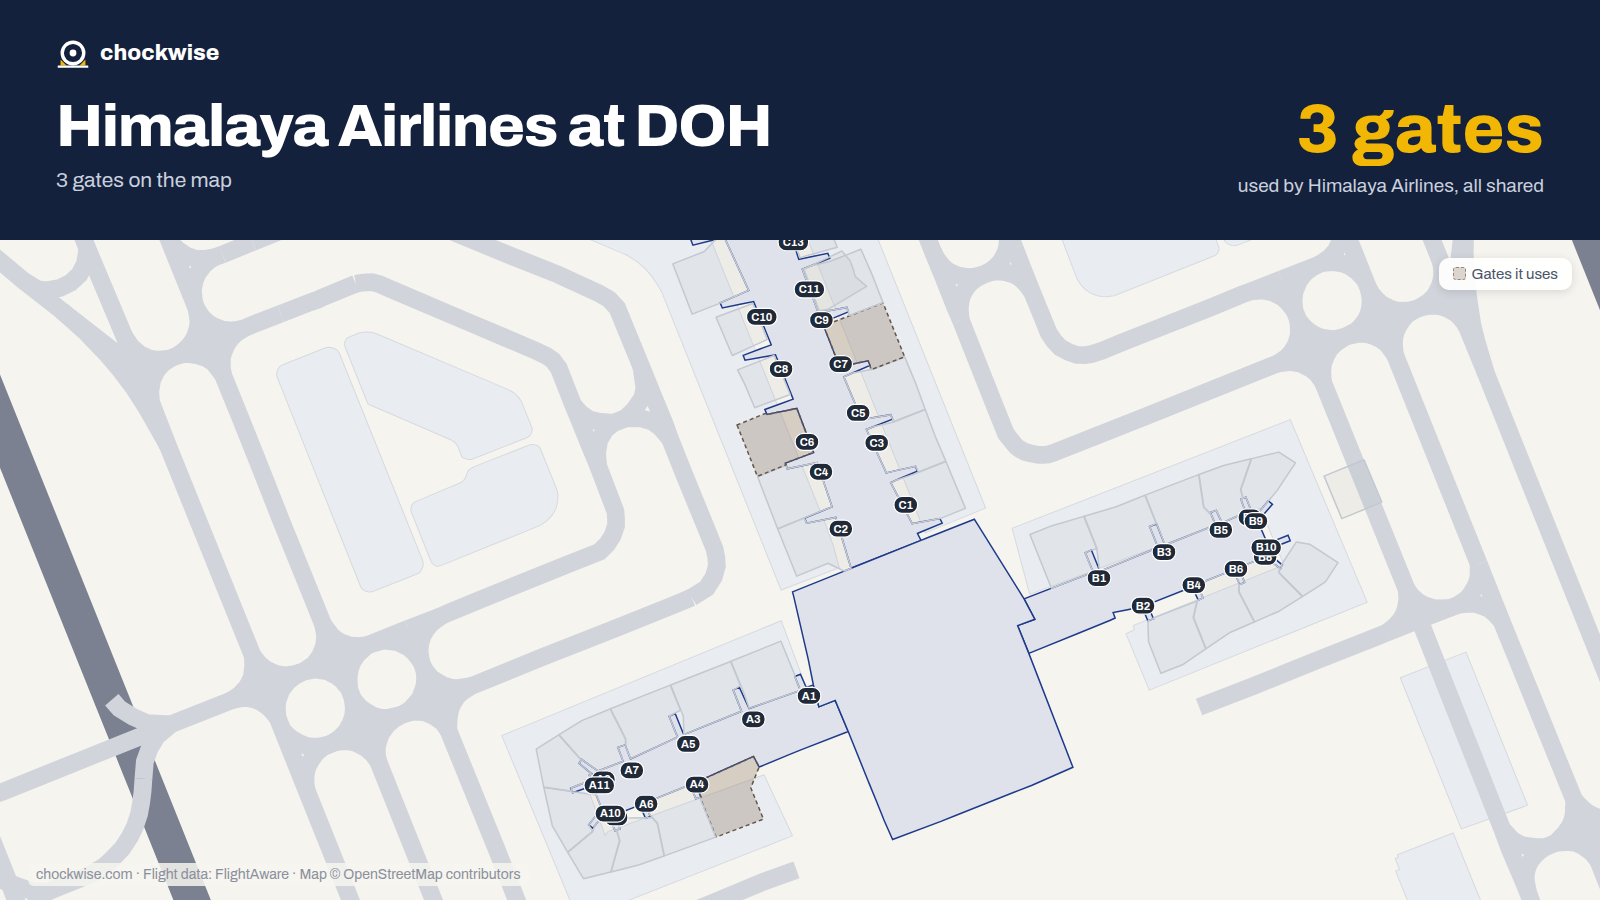 chockwise
Himalaya Airlines at DOH
3 gates on the map
3 gates
used by Himalaya Airlines, all shared
Gates it uses
C13
C11
C10
C9
C7
C8
C5
C6
C3
C4
C1
C2
B9
B5
B10
B3
B8
B6
B1
B4
B2
A1
A3
A5
A7
A11
A4
A6
A10
chockwise.com · Flight data: FlightAware · Map © OpenStreetMap contributors